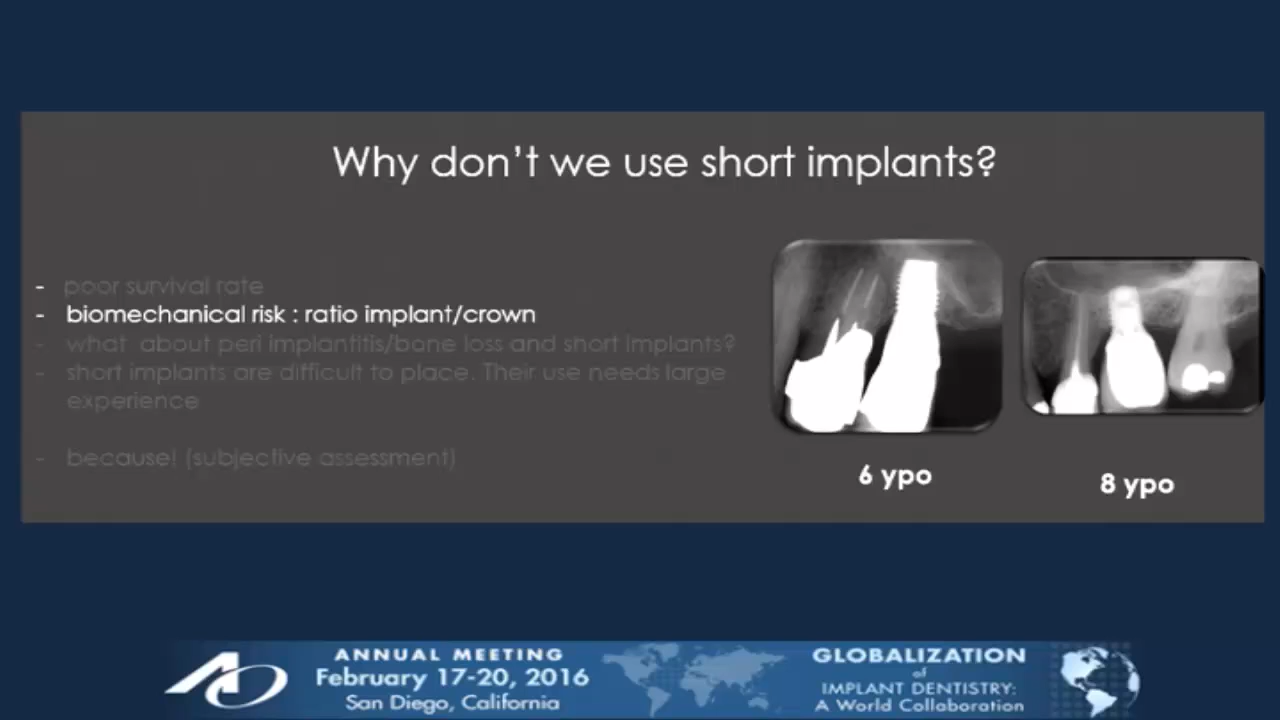 Why don't we use short implants?
- poor survival rate
- biomechanical risk : ratio implant/crown
- what about peri implantitis/bone loss and short implants?
- short implants are difficult to place. Their use needs large
experience
- because! (subjective assessment)
6 ypo
8 ypo
ANNUAL MEETING
February 17-20, 2016
San Diego, California
GLOBALIZATION
of
IMPLANT DENTISTRY:
A World Collaboration